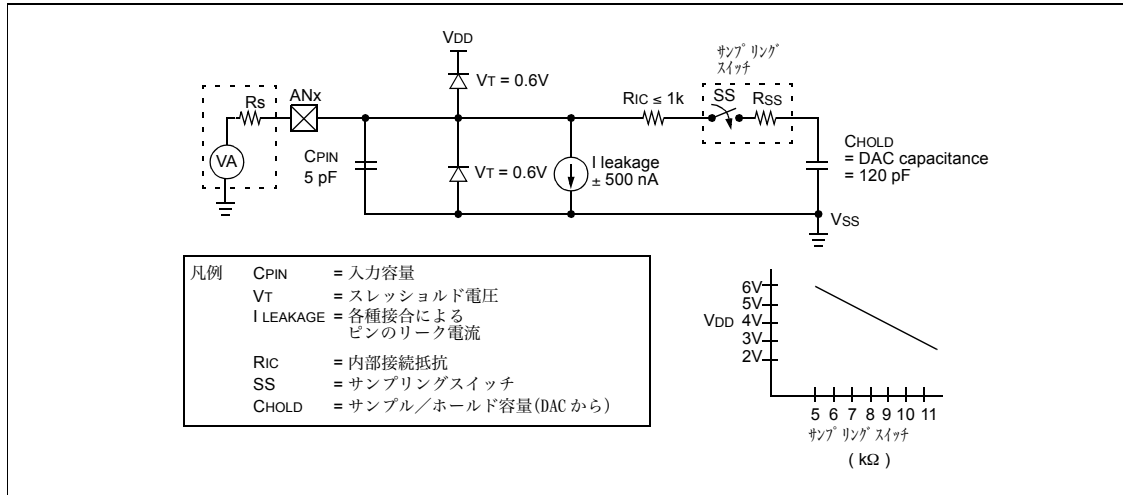 VDD
サンプリング
スイッチ
VT = 0.6V
ANx
Rs
RIC ≤ 1k
SS
RSS
VA
CPIN
5 pF
VT = 0.6V
I leakage
± 500 nA
CHOLD
= DAC capacitance
= 120 pF
VSS
凡例 CPIN = 入力容量
VT = スレッショルド電圧
I LEAKAGE = 各種接合による
ピンのリーク電流
RIC = 内部接続抵抗
SS = サンプリングスイッチ
CHOLD = サンプル／ホールド容量(DAC から)
6V
5V
VDD 4V
3V
2V
5 6 7 8 9 10 11
サンプリングスイッチ
( kΩ )